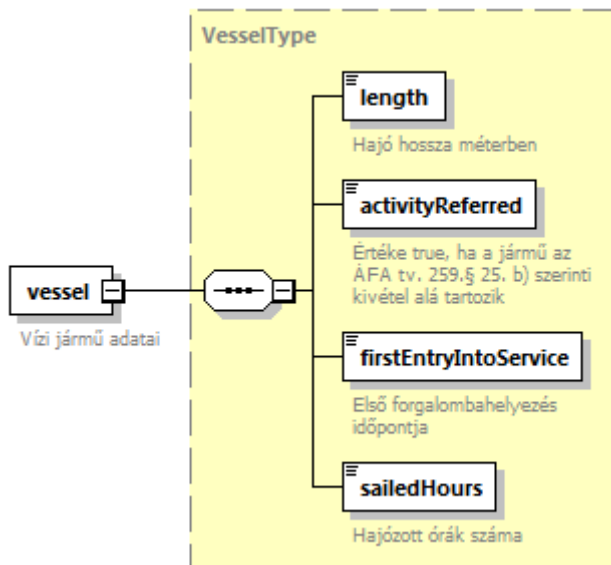 VesselType
length
Hajó hossza méterben
activityReferred
Értéke true, ha a jármű az
ÁFA tv. 259.§ 25. b) szerinti
kivétel alá tartozik
vessel
Vízi jármű adatai
firstEntryIntoService
Első forgalombahelyezés
időpontja
sailedHours
Hajózott órák száma